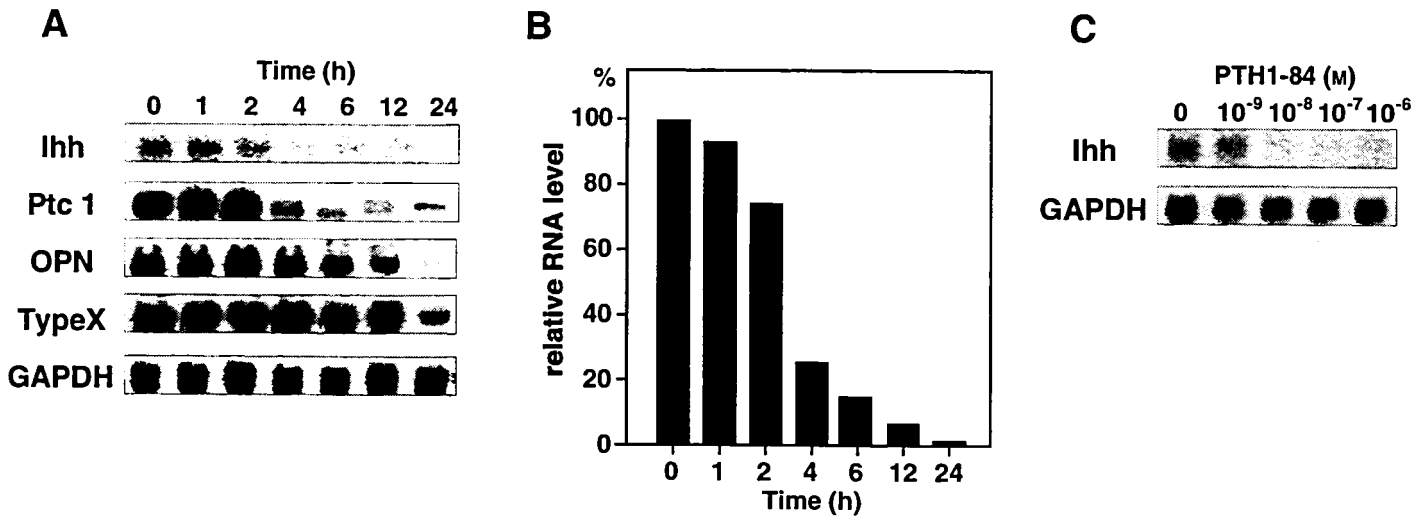 A
Time (h)
0 1 2 4 6 12 24
Ihh
Ptc 1
OPN
TypeX
GAPDH
B
%
100
80
60
40
20
0
relative RNA level
0 1 2 4 6 12 24
Time (h)
C
PTH1-84 (M)
0 10⁻⁹ 10⁻⁸ 10⁻⁷ 10⁻⁶
Ihh
GAPDH